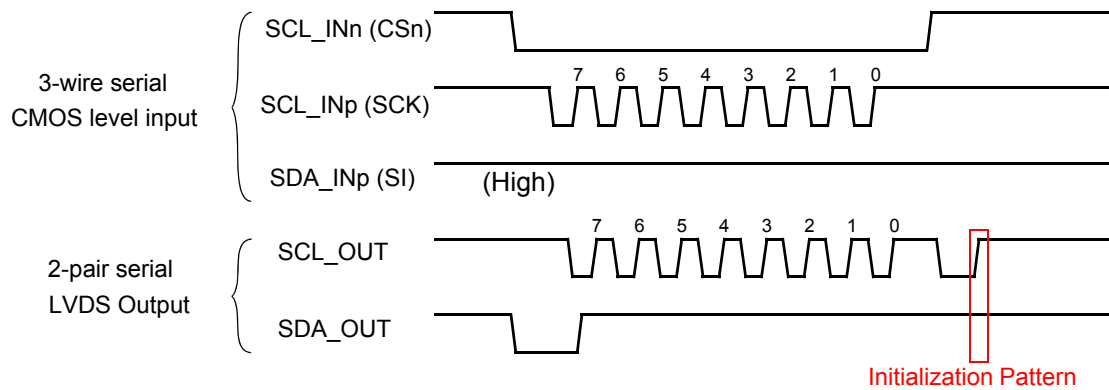 SCL_INn (CSn)
7 6 5 4 3 2 1 0
3-wire serial
CMOS level input
SCL_INp (SCK)
SDA_INp (SI)
(High)
7 6 5 4 3 2 1 0
SCL_OUT
2-pair serial
LVDS Output
SDA_OUT
Initialization Pattern